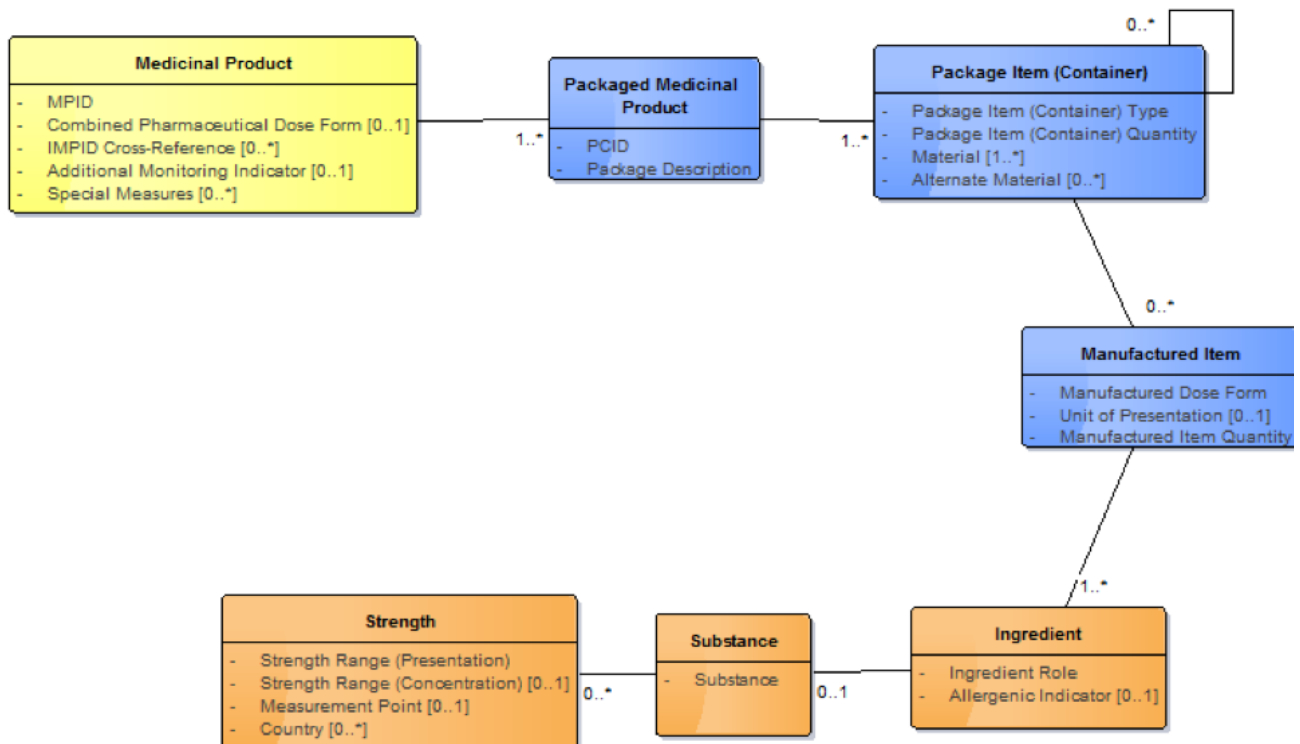 Medicinal Product
- MPID
- Combined Pharmaceutical Dose Form [0..1]
- IMPID Cross-Reference [0..*]
- Additional Monitoring Indicator [0..1]
- Special Measures [0..*]
1..*
Packaged Medicinal
Product
- PCID
- Package Description
1..*
0..*
Package Item (Container)
- Package Item (Container) Type
- Package Item (Container) Quantity
- Material [1..*]
- Alternate Material [0..*]
0..*
Manufactured Item
- Manufactured Dose Form
- Unit of Presentation [0..1]
- Manufactured Item Quantity
1..*
Strength
- Strength Range (Presentation)
- Strength Range (Concentration) [0..1]
- Measurement Point [0..1]
- Country [0..*]
0..*
Substance
- Substance
0..1
Ingredient
- Ingredient Role
- Allergenic Indicator [0..1]